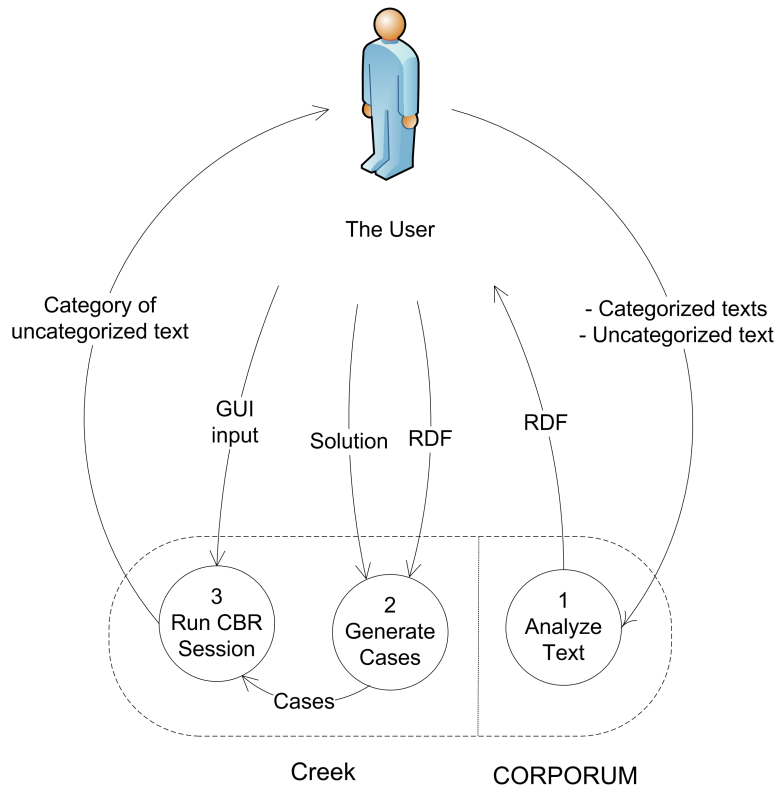 The User
Category of
uncategorized text
- Categorized texts
- Uncategorized text
GUI
input
Solution
RDF
RDF
3
Run CBR
Session
2
Generate
Cases
1
Analyze
Text
Cases
Creek
CORPORUM